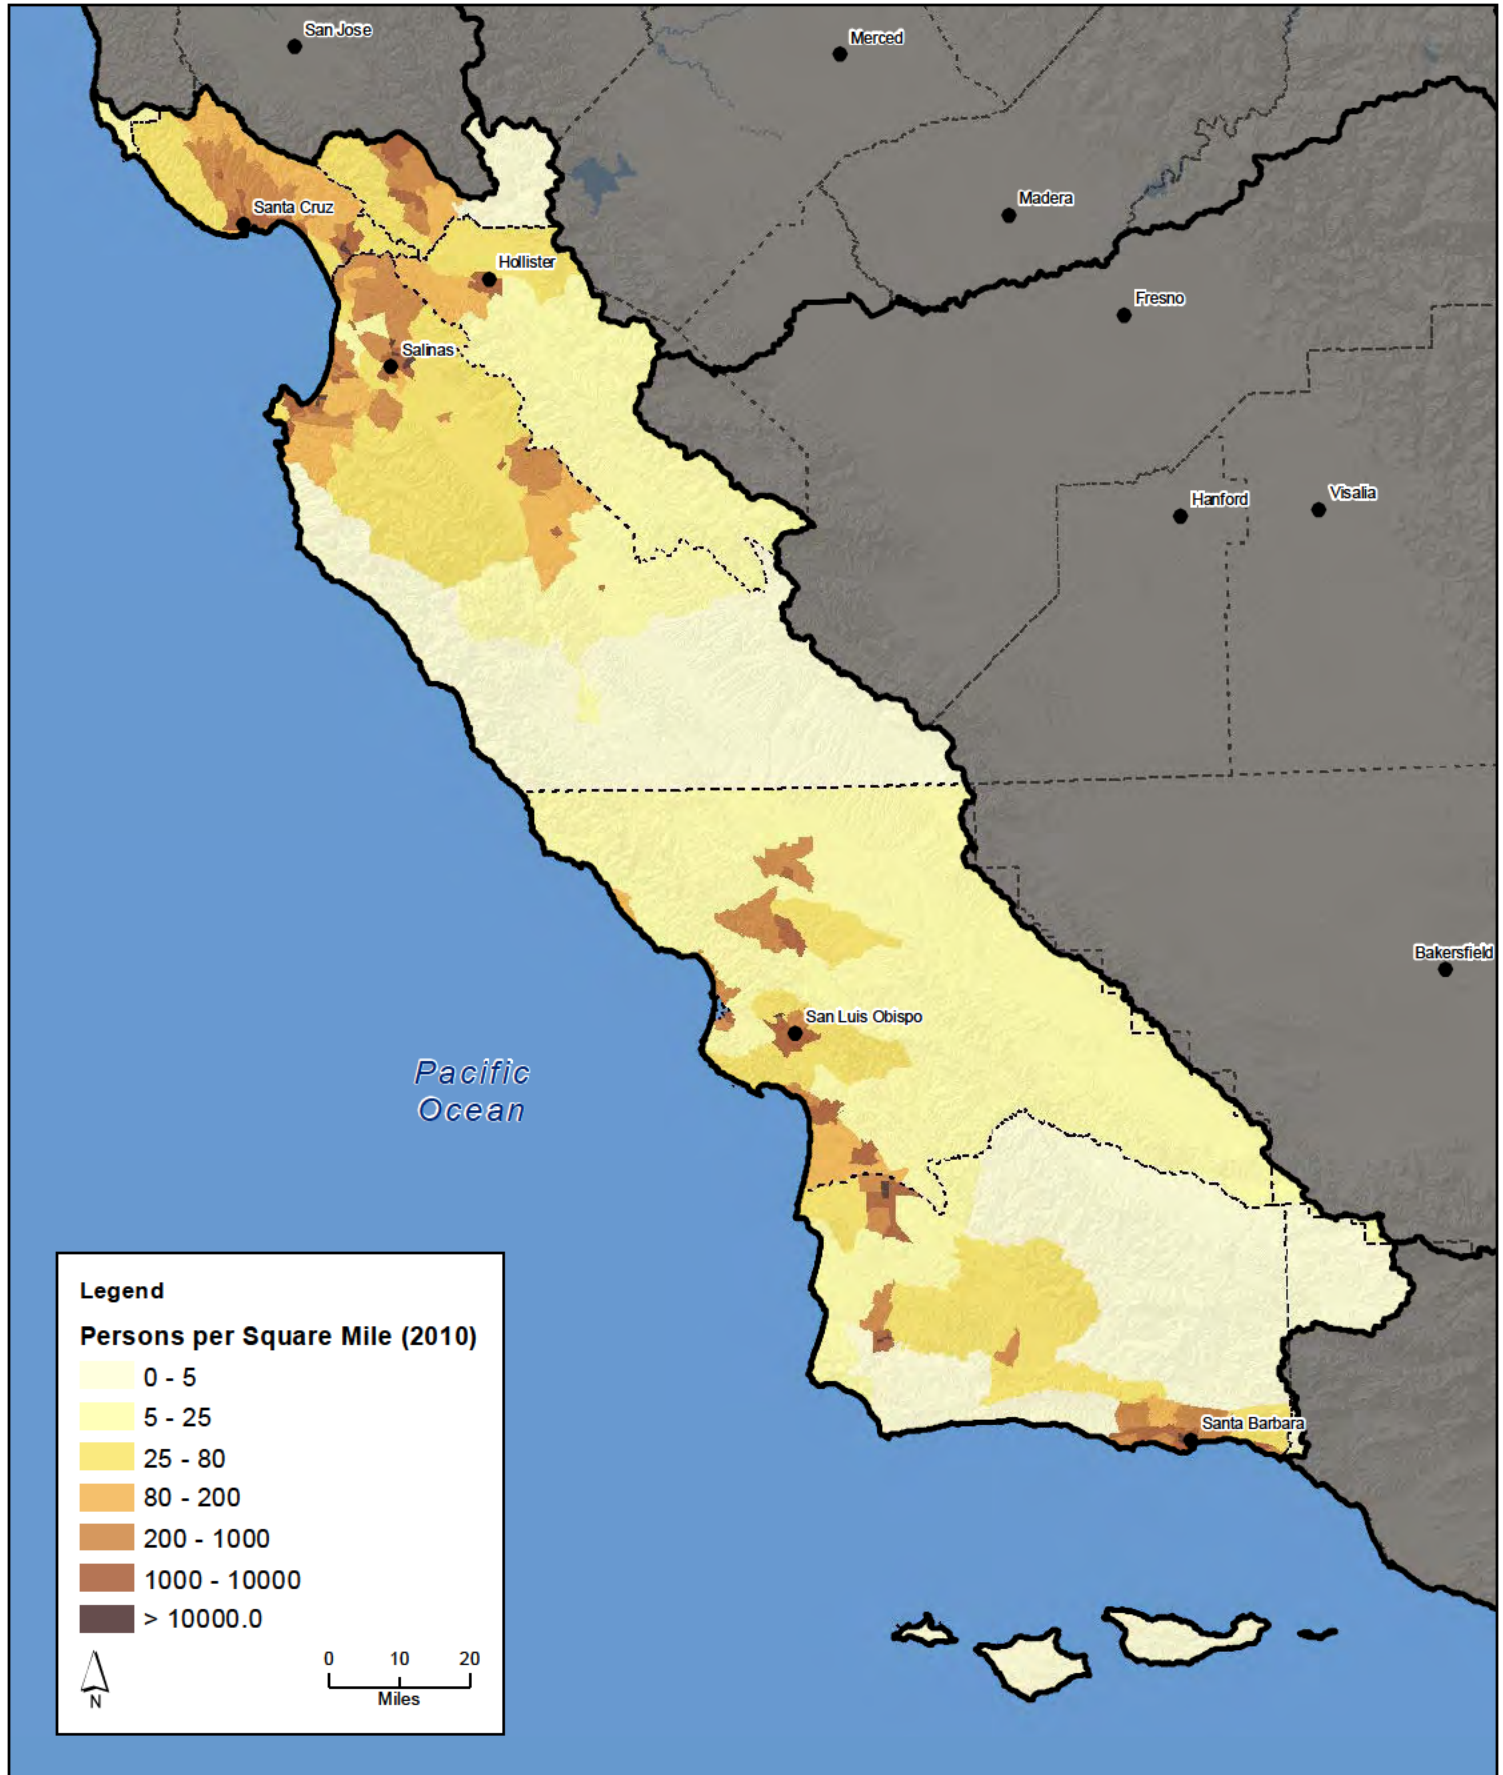 San Jose
Merced
Santa Cruz
Madera
Hollister
Fresno
Salinas
Hanford
Visalia
Bakersfield
San Luis Obispo
Pacific
Ocean
Santa Barbara
Legend
Persons per Square Mile (2010)
0 - 5
5 - 25
25 - 80
80 - 200
200 - 1000
1000 - 10000
> 10000.0
N
0 10 20
Miles